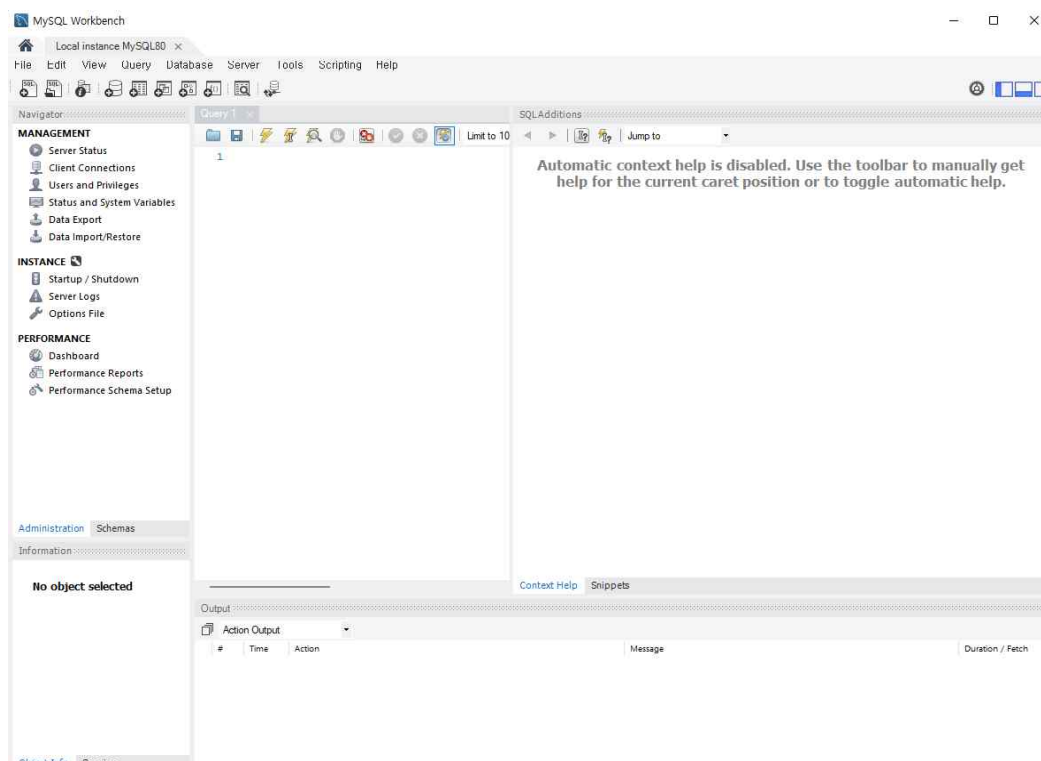 MySQL Workbench
Local instance MySQL80
File Edit View Query Database Server Tools Scripting Help
Navigator
MANAGEMENT
Server Status
Client Connections
Users and Privileges
Status and System Variables
Data Export
Data Import/Restore
INSTANCE
Startup / Shutdown
Server Logs
Options File
PERFORMANCE
Dashboard
Performance Reports
Performance Schema Setup
Administration Schemas
Information
No object selected
Query 1
Limit to 10
1
SQLAdditions
Jump to
Automatic context help is disabled. Use the toolbar to manually get
help for the current caret position or to toggle automatic help.
Context Help Snippets
Output
Action Output
# Time Action Message Duration / Fetch